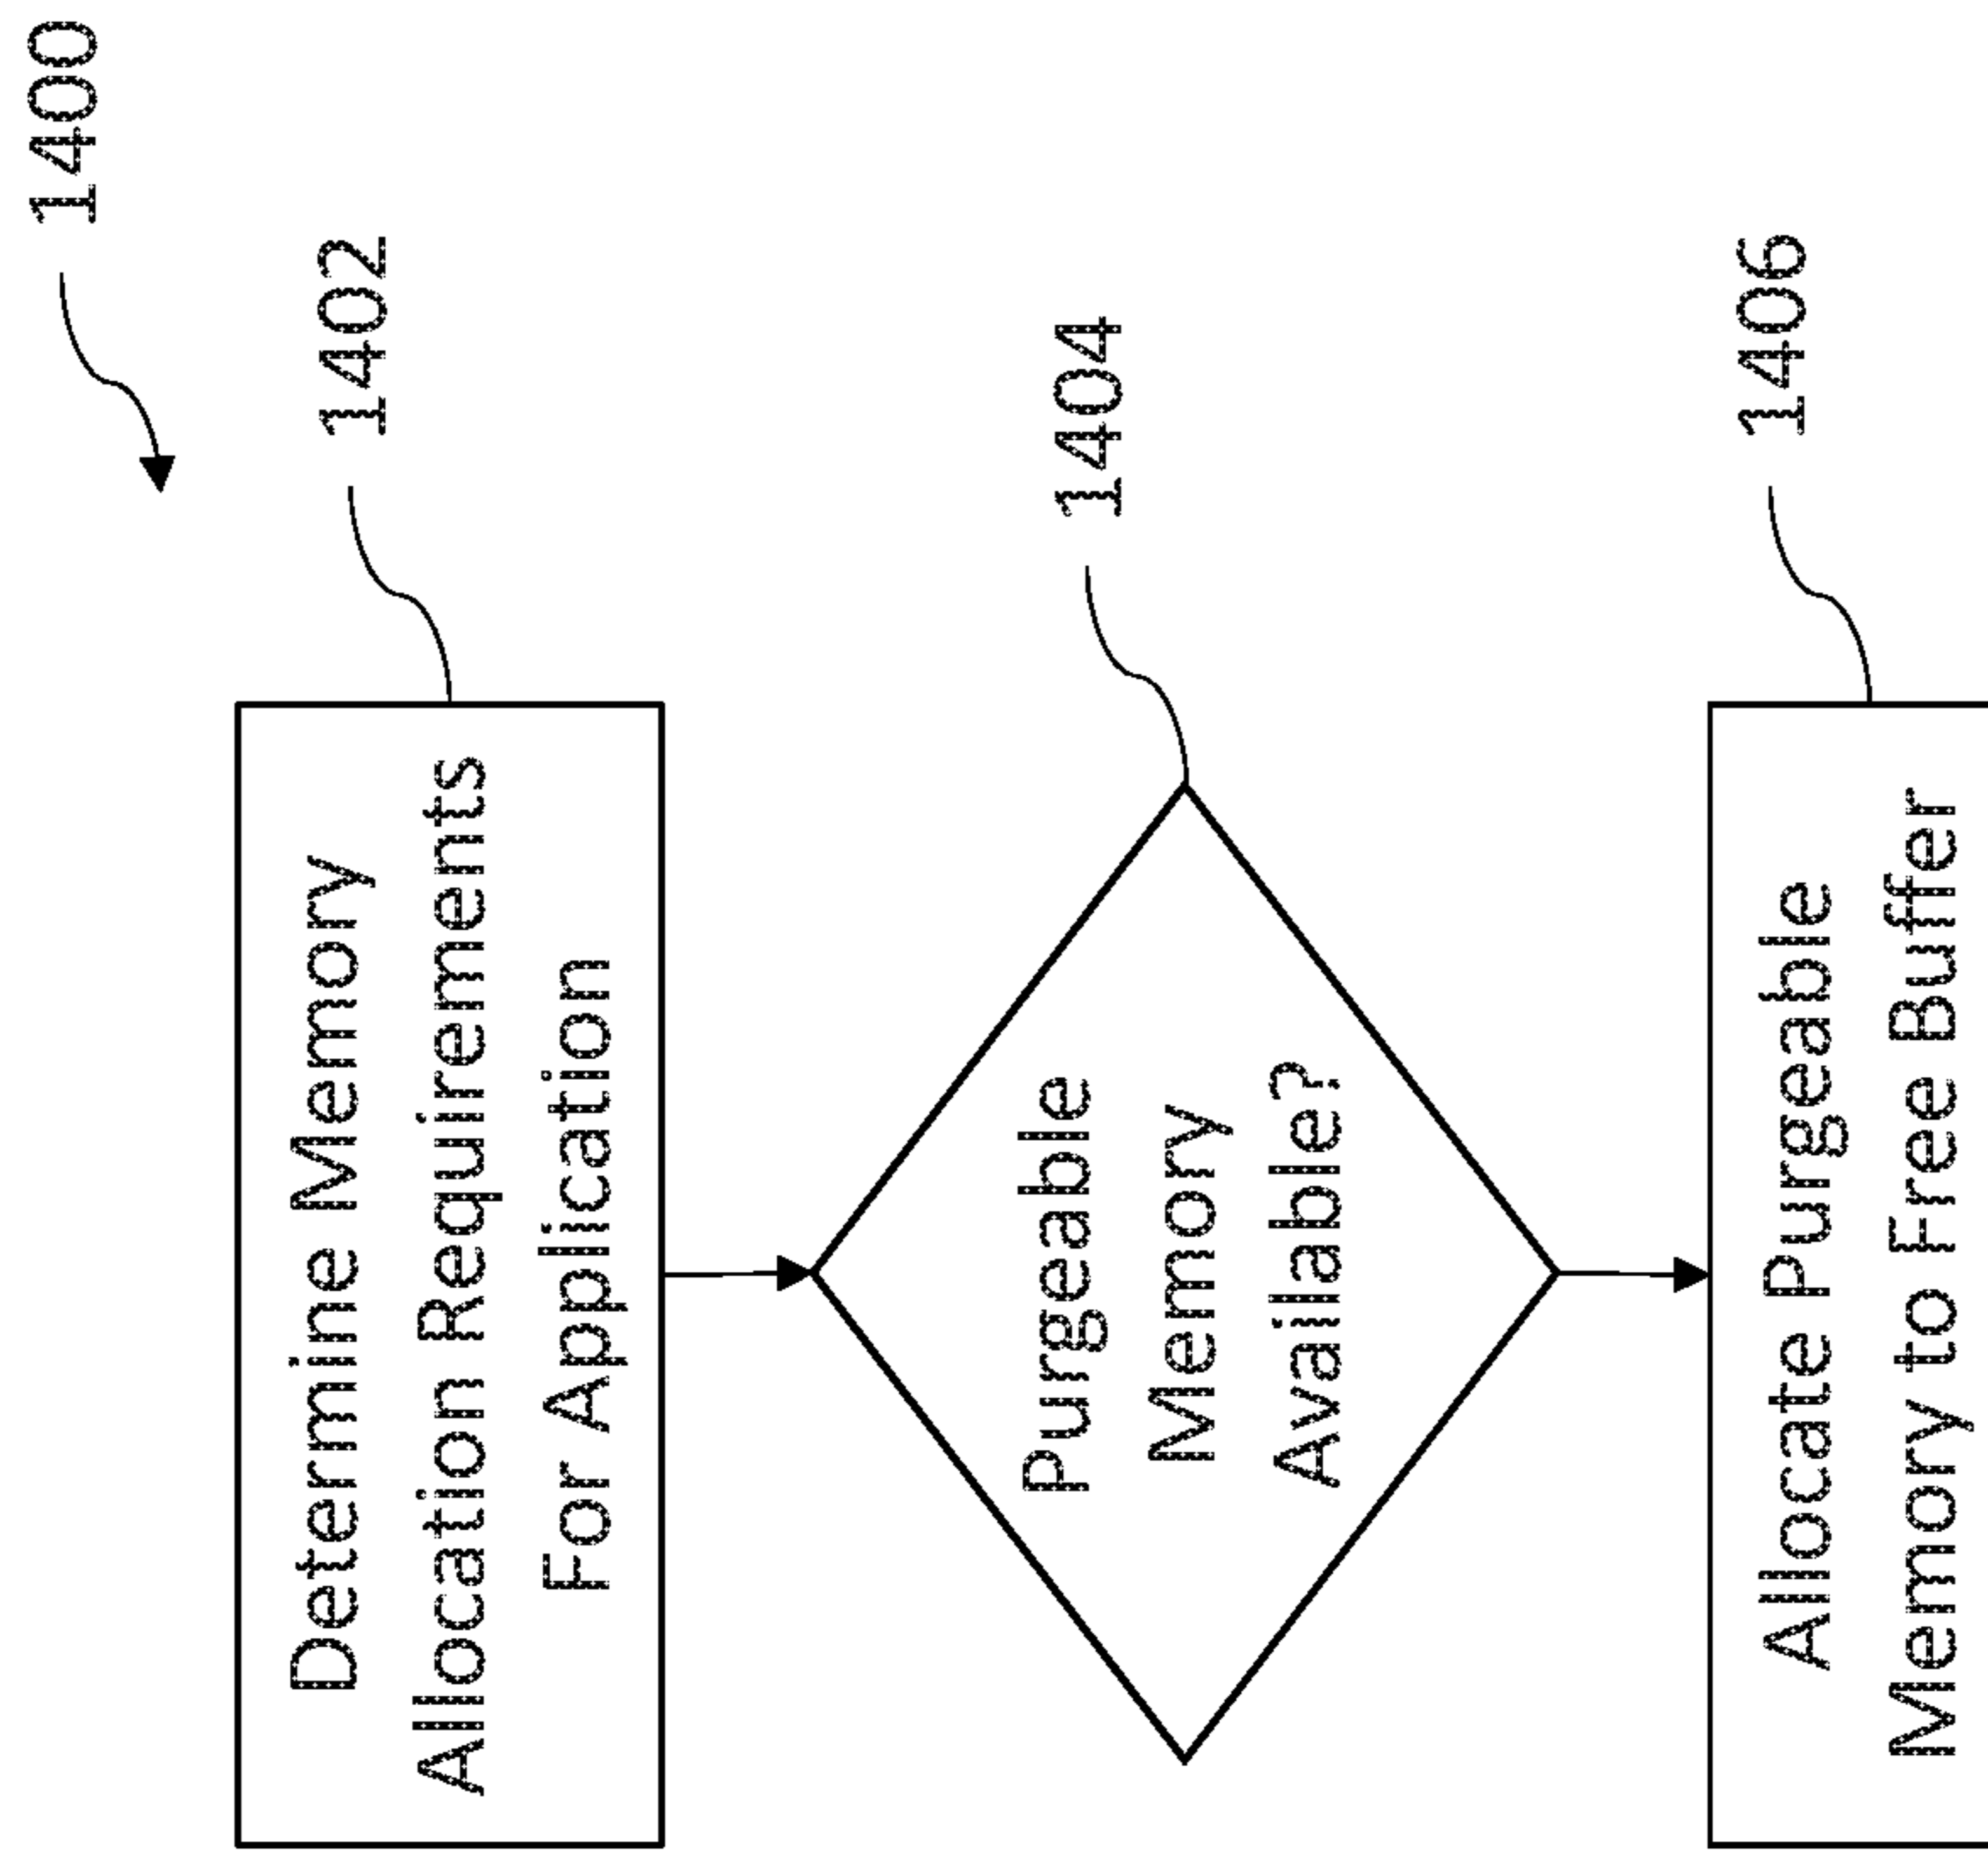 1400
1402
Determine Memory
Allocation Requirements
For Application
1404
Purgeable
Memory
Available?
1406
Allocate Purgeable
Memory to Free Buffer